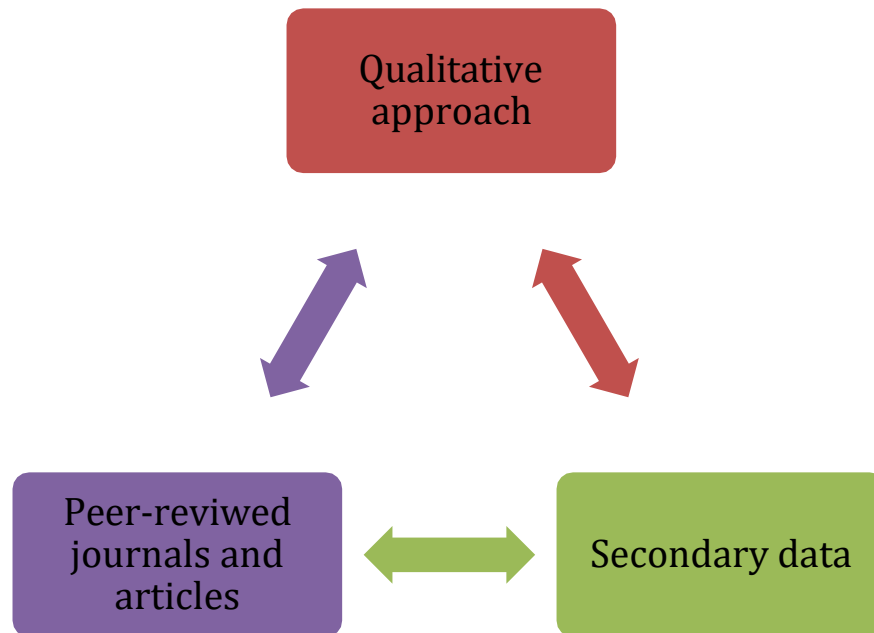 Qualitative
approach
Peer-reviwed
journals and
articles
Secondary data